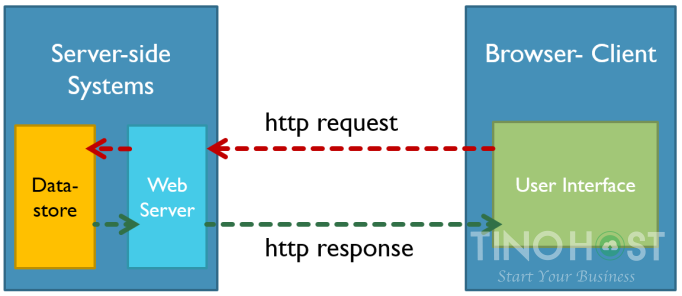 Server-side
Systems
Browser- Client
http request
Data-
store
Web
Server
User Interface
http response
TINOHOST
Start Your Business